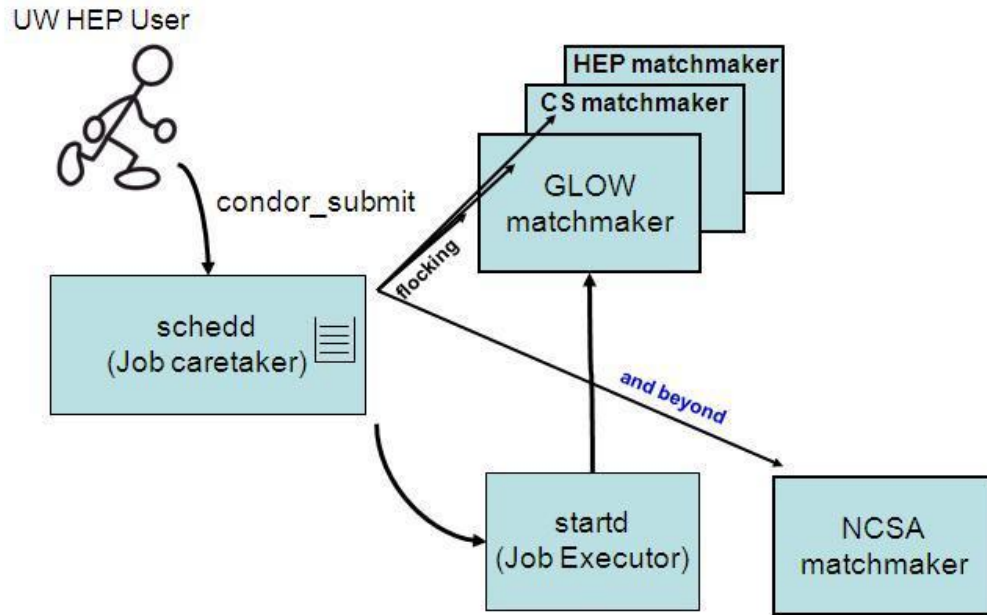 UW HEP User
HEP matchmaker
CS matchmaker
GLOW
matchmaker
condor_submit
flocking
schedd
(Job caretaker)
and beyond
startd
(Job Executor)
NCSA
matchmaker